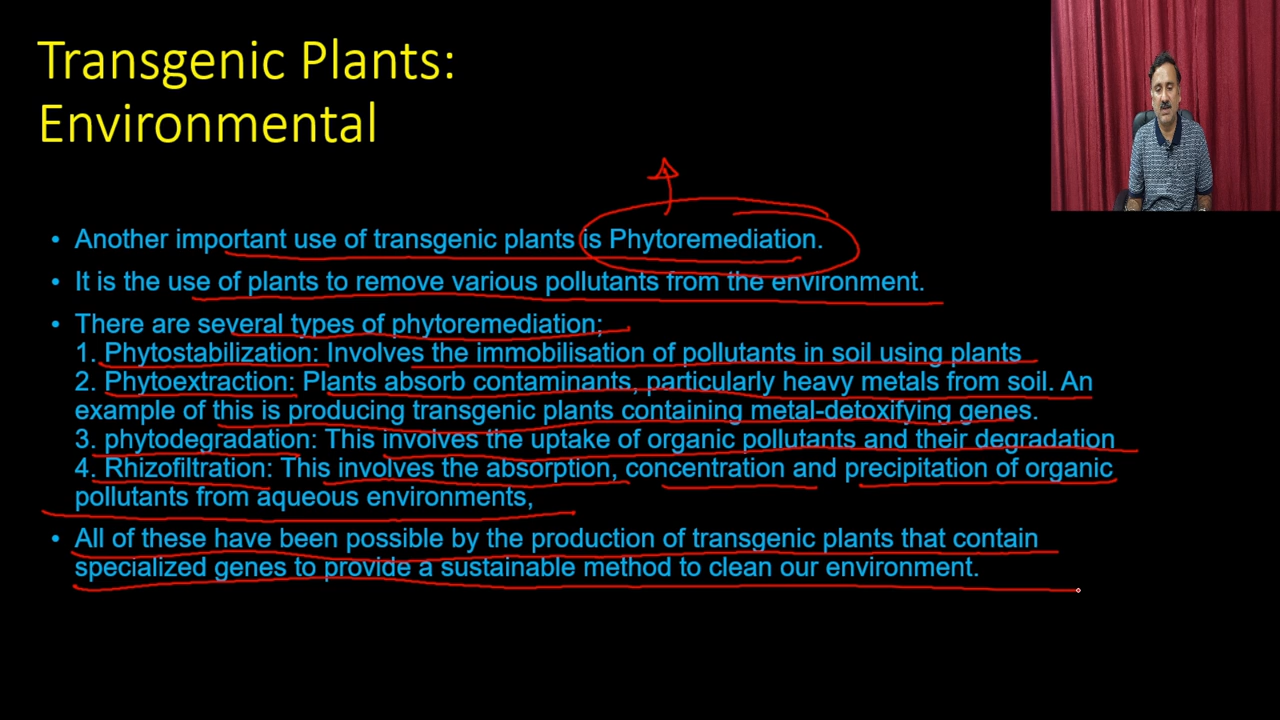 Transgenic Plants:
Environmental
• Another important use of transgenic plants is Phytoremediation.
• It is the use of plants to remove various pollutants from the environment.
• There are several types of phytoremediation;
1. Phytostabilization: Involves the immobilisation of pollutants in soil using plants
2. Phytoextraction: Plants absorb contaminants, particularly heavy metals from soil. An
example of this is producing transgenic plants containing metal-detoxifying genes.
3. phytodegradation: This involves the uptake of organic pollutants and their degradation
4. Rhizofiltration: This involves the absorption, concentration and precipitation of organic
pollutants from aqueous environments,
• All of these have been possible by the production of transgenic plants that contain
specialized genes to provide a sustainable method to clean our environment.